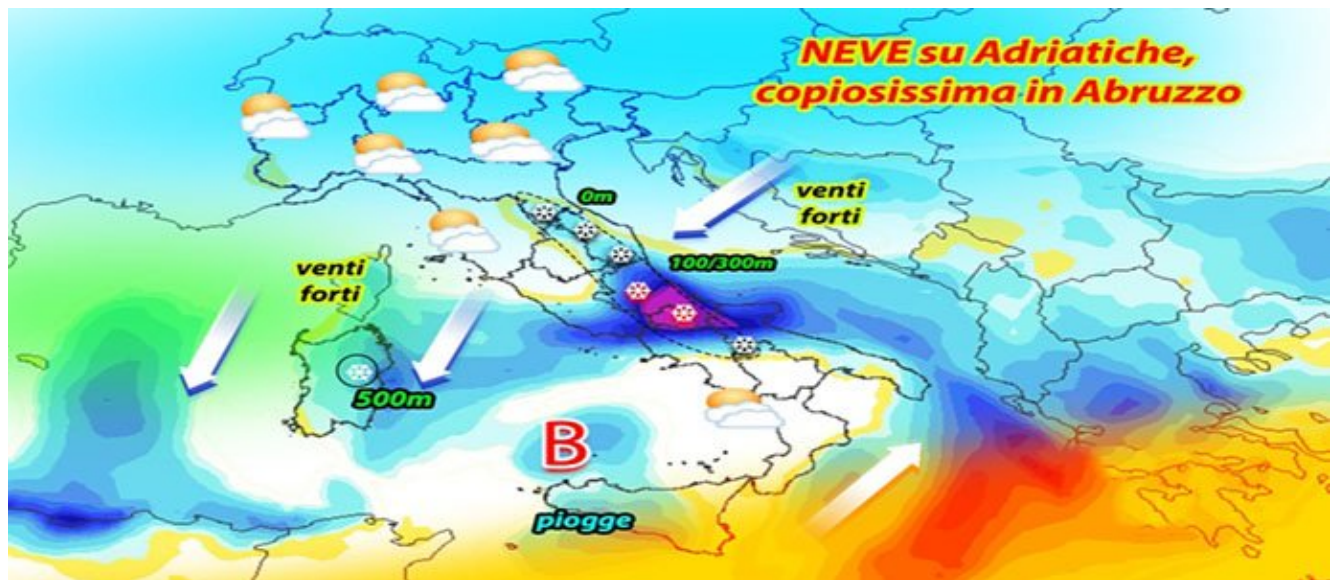 NEVE su Adriatiche,
copiosissima in Abruzzo
venti
forti
0m
100/300m
venti
forti
500m
B
piogge